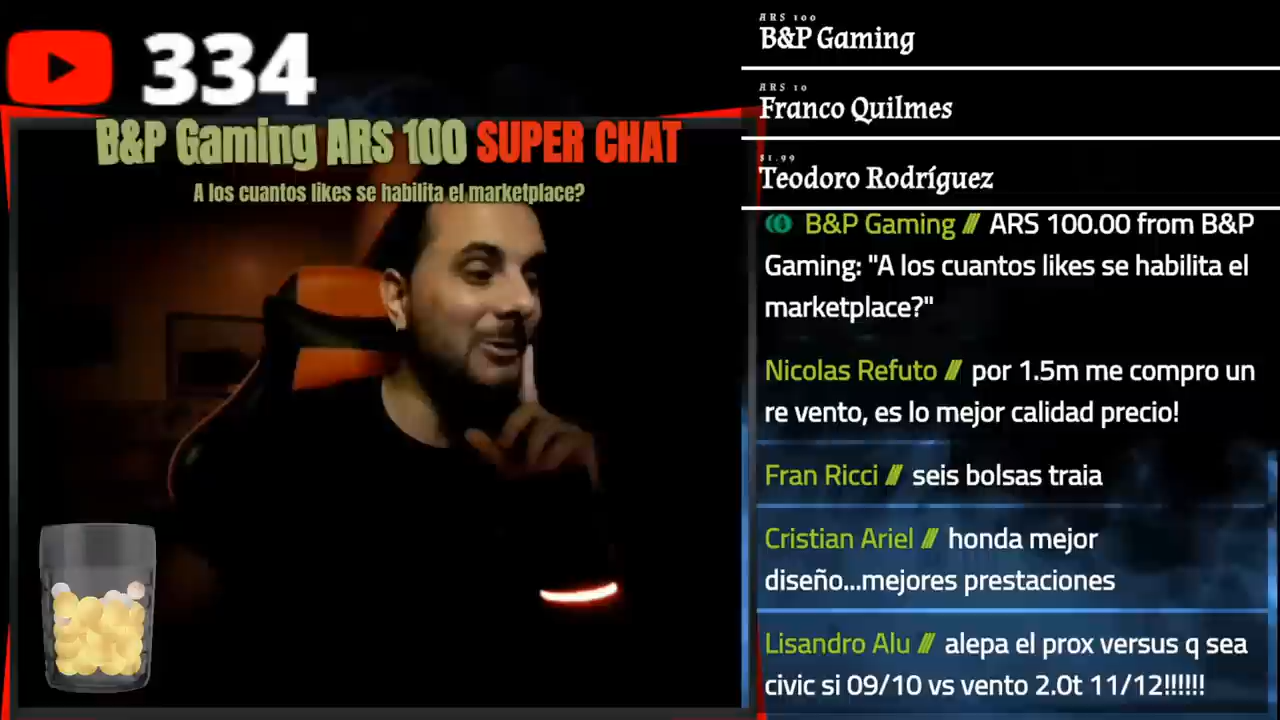 334
B&P Gaming ARS 100 SUPER CHAT
A los cuantos likes se habilita el marketplace?
ARS 100
B&P Gaming
ARS 10
Franco Quilmes
$1.99
Teodoro Rodríguez
B&P Gaming /// ARS 100.00 from B&P
Gaming: "A los cuantos likes se habilita el
marketplace?"
Nicolas Refuto /// por 1.5m me compro un
re vento, es lo mejor calidad precio!
Fran Ricci /// seis bolsas traia
Cristian Ariel /// honda mejor
diseño...mejores prestaciones
Lisandro Alu /// alepa el prox versus q sea
civic si 09/10 vs vento 2.0t 11/12!!!!!!